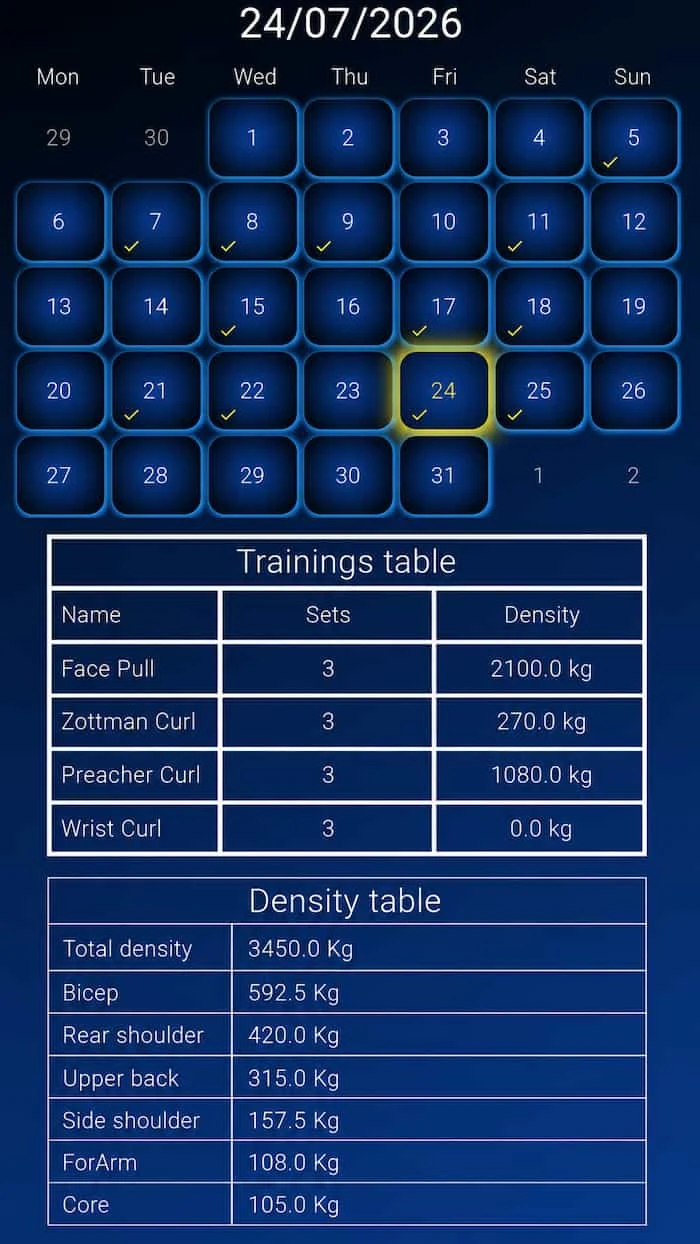 24/07/2026
Mon Tue Wed Thu Fri Sat Sun
29 30 1 2 3 4 5
6 7 8 9 10 11 12
13 14 15 16 17 18 19
20 21 22 23 24 25 26
27 28 29 30 31 1 2
Trainings table
Name Sets Density
Face Pull 3 2100.0 kg
Zottman Curl 3 270.0 kg
Preacher Curl 3 1080.0 kg
Wrist Curl 3 0.0 kg
Density table
Total density 3450.0 Kg
Bicep 592.5 Kg
Rear shoulder 420.0 Kg
Upper back 315.0 Kg
Side shoulder 157.5 Kg
ForArm 108.0 Kg
Core 105.0 Kg